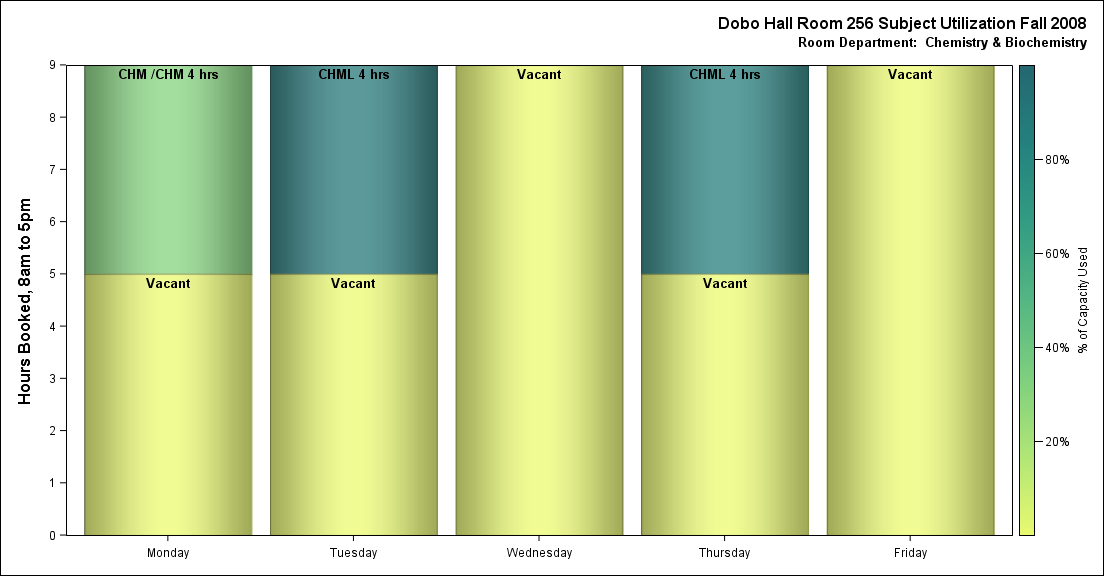 Dobo Hall Room 256 Subject Utilization Fall 2008
Room Department:  Chemistry & Biochemistry
Hours Booked, 8am to 5pm
9
8
7
6
5
4
3
2
1
0
CHM /CHM 4 hrs
Vacant
CHML 4 hrs
Vacant
Vacant
CHML 4 hrs
Vacant
Vacant
Monday
Tuesday
Wednesday
Thursday
Friday
80%
60%
40%
20%
% of Capacity Used